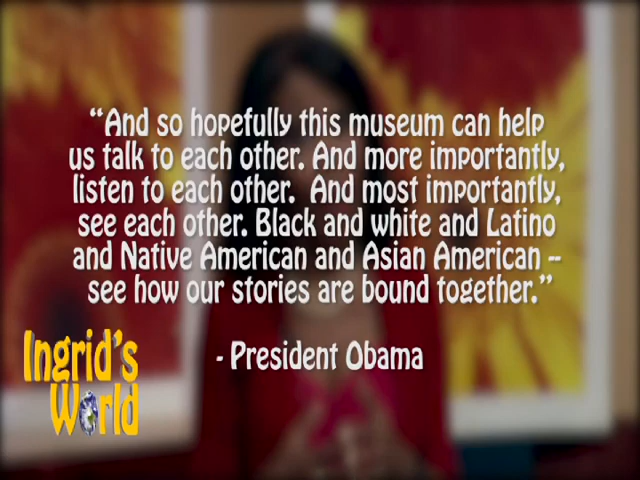 “And so hopefully this museum can help
us talk to each other. And more importantly,
listen to each other. And most importantly,
see each other. Black and white and Latino
and Native American and Asian American --
see how our stories are bound together.”
- President Obama
Ingrid's
World